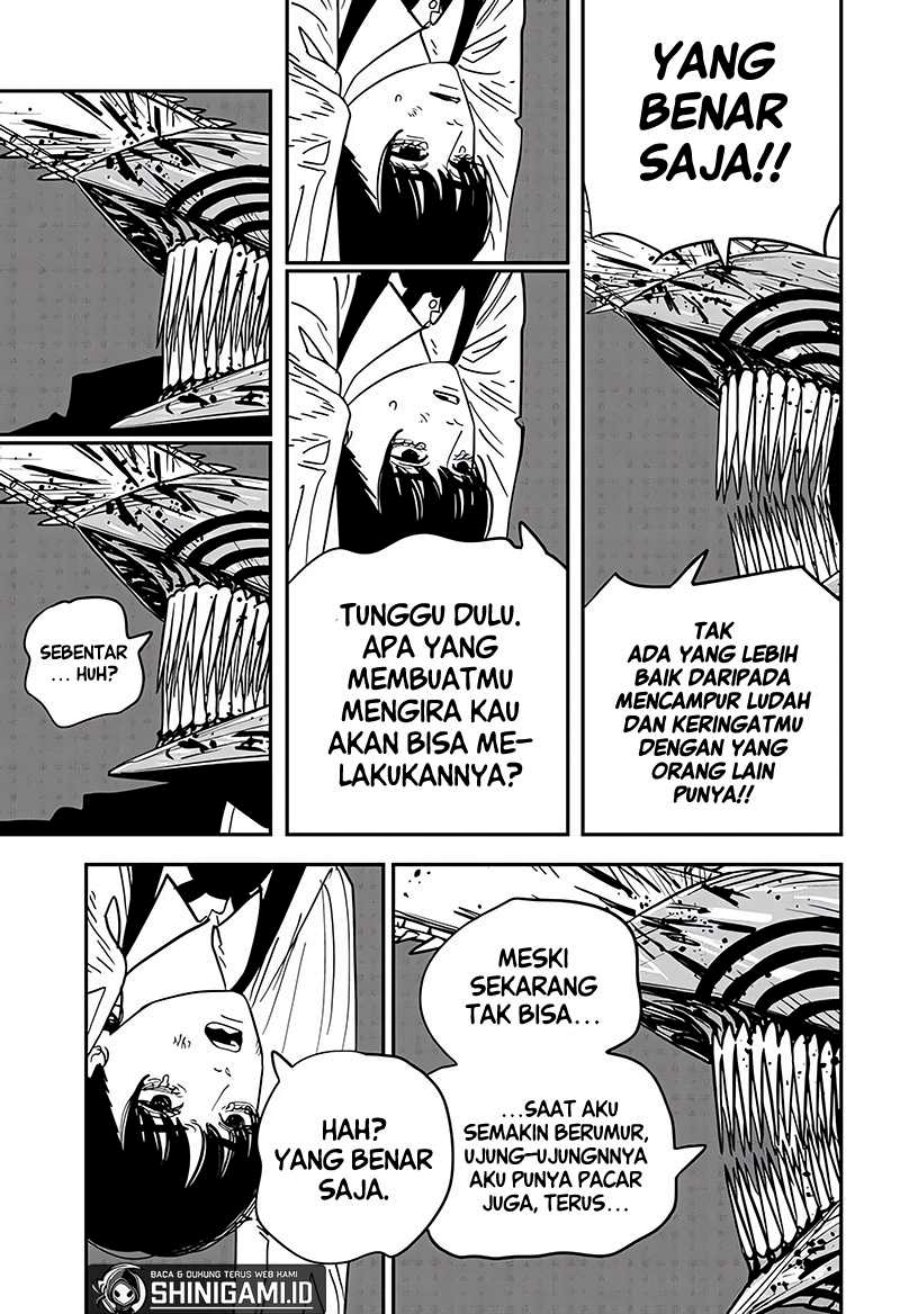 YANG
BENAR
SAJA!!
TAK
ADA YANG LEBIH
BAIK DARIPADA
MENCAMPUR LUDAH
DAN KERINGATMU
DENGAN YANG
ORANG LAIN
PUNYA!!
TUNGGU DULU.
APA YANG
MEMBUATMU
MENGIRA KAU
AKAN BISA ME-
LAKUKANNYA?
SEBENTAR
... HUH?
MESKI
SEKARANG
TAK BISA...
...SAAT AKU
SEMAKIN BERUMUR,
UJUNG-UJUNGNNYA
AKU PUNYA PACAR
JUGA, TERUS...
HAH?
YANG BENAR
SAJA.
BACA & DUKUNG TERUS WEB KAMI
SHINIGAMI.ID